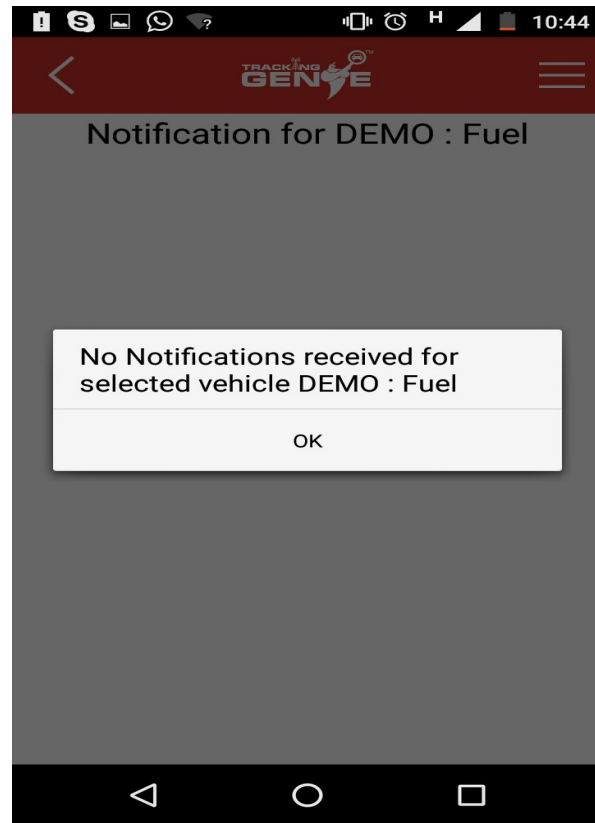 H 10:44
TRACKING
GENIE
Notification for DEMO : Fuel
No Notifications received for
selected vehicle DEMO : Fuel
OK